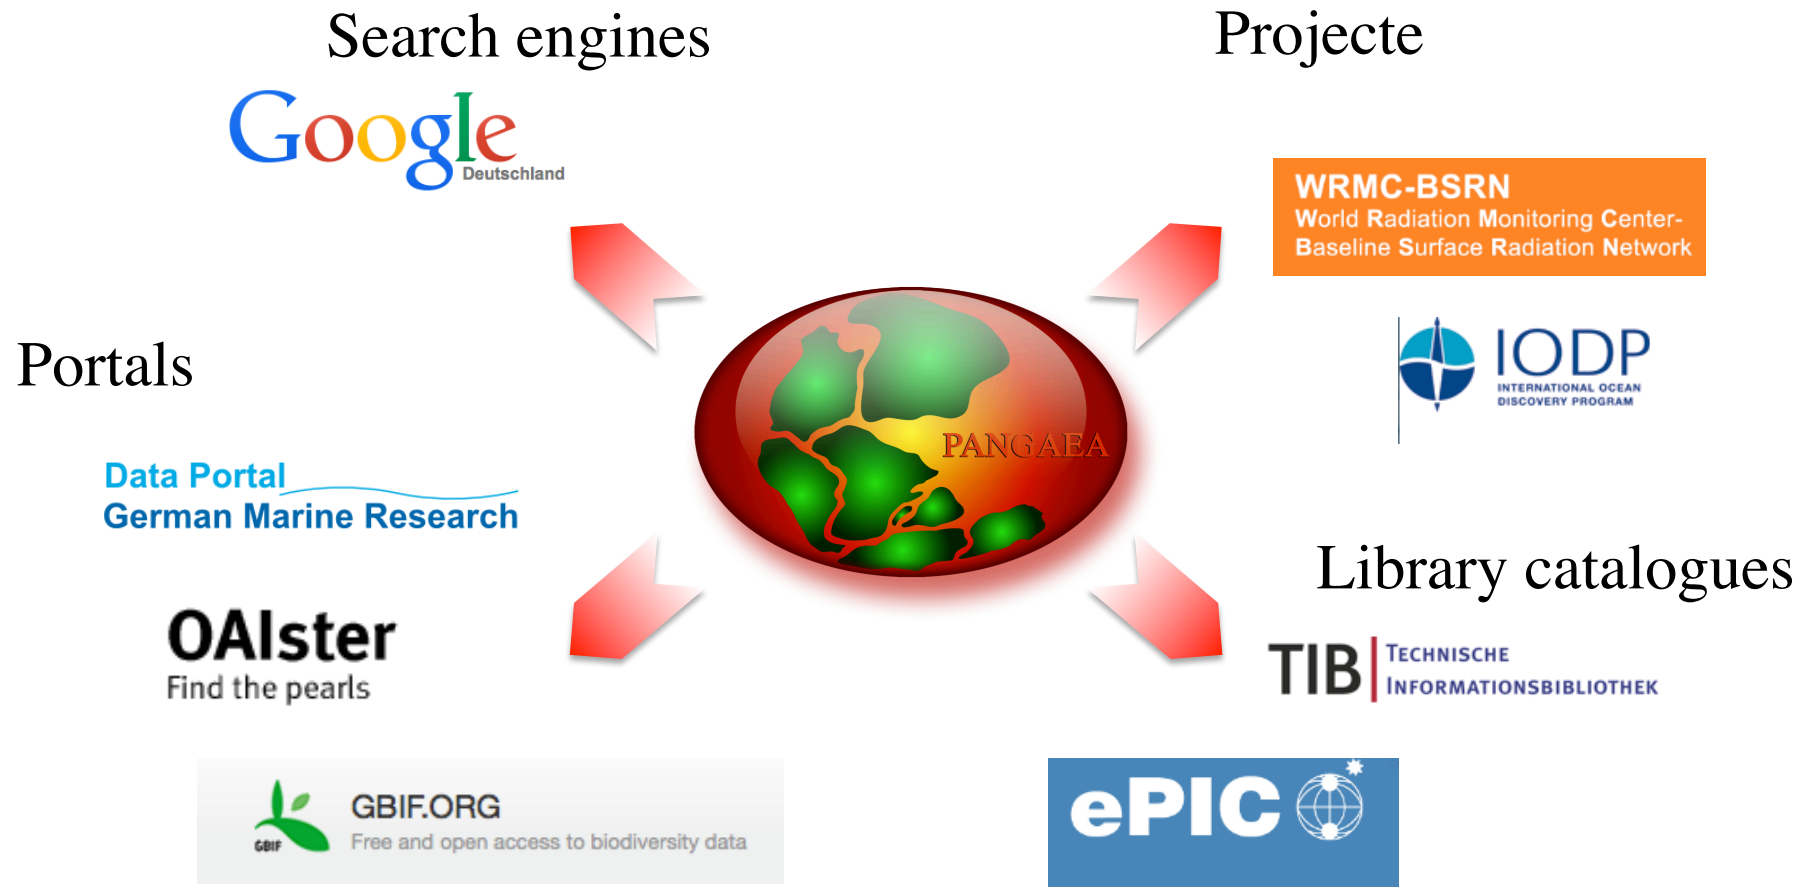 Search engines
Google
Deutschland
Projecte
WRMC-BSRN
World Radiation Monitoring Center-
Baseline Surface Radiation Network
IODP
INTERNATIONAL OCEAN
DISCOVERY PROGRAM
Portals
Data Portal
German Marine Research
OAIster
Find the pearls
GBIF
GBIF.ORG
Free and open access to biodiversity data
PANGAEA
Library catalogues
TIB
TECHNISCHE
INFORMATIONSBIBLIOTHEK
ePIC